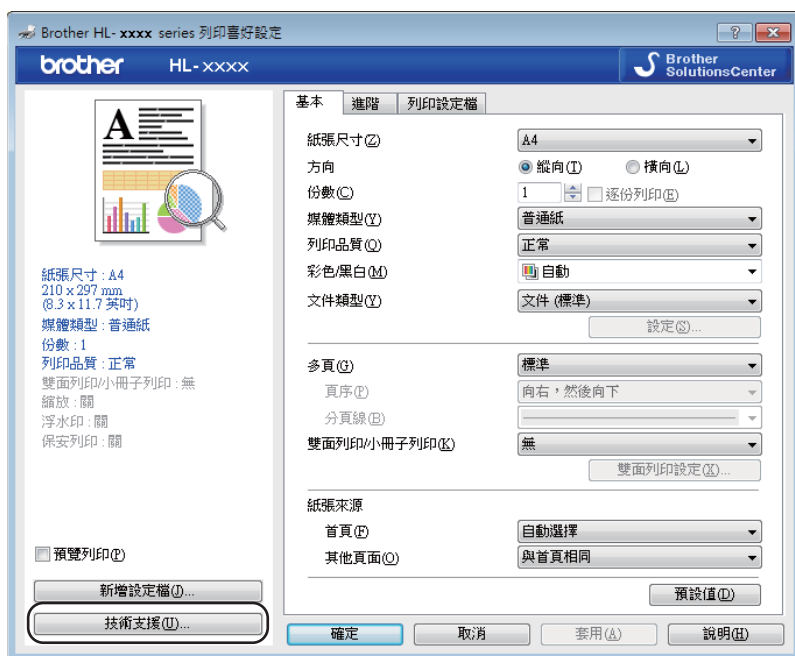 Brother HL- xxxx series 列印喜好設定
brother HL-xxxx
Brother
SolutionsCenter
A
基本 進階 列印設定檔
紙張尺寸(Z) A4
方向 縱向(T) 橫向(L)
份數(C) 1 逐份列印(E)
媒體類型(Y) 普通紙
列印品質(Q) 正常
彩色/黑白(M) 自動
文件類型(Y) 文件 (標準)
設定(S)...
多頁(G) 標準
頁序(P) 向右，然後向下
分頁線(B)
雙面列印/小冊子列印(K) 無
雙面列印設定(X)...
紙張來源
首頁(F) 自動選擇
其他頁面(O) 與首頁相同
預設值(D)
紙張尺寸 : A4
210 x 297 mm
(8.3 x 11.7 英吋)
媒體類型 : 普通紙
份數 : 1
列印品質 : 正常
雙面列印/小冊子列印 : 無
縮放 : 關
浮水印 : 關
保安列印 : 關
預覽列印(P)
新增設定檔(J)...
技術支援(U)...
確定 取消 套用(A) 說明(H)